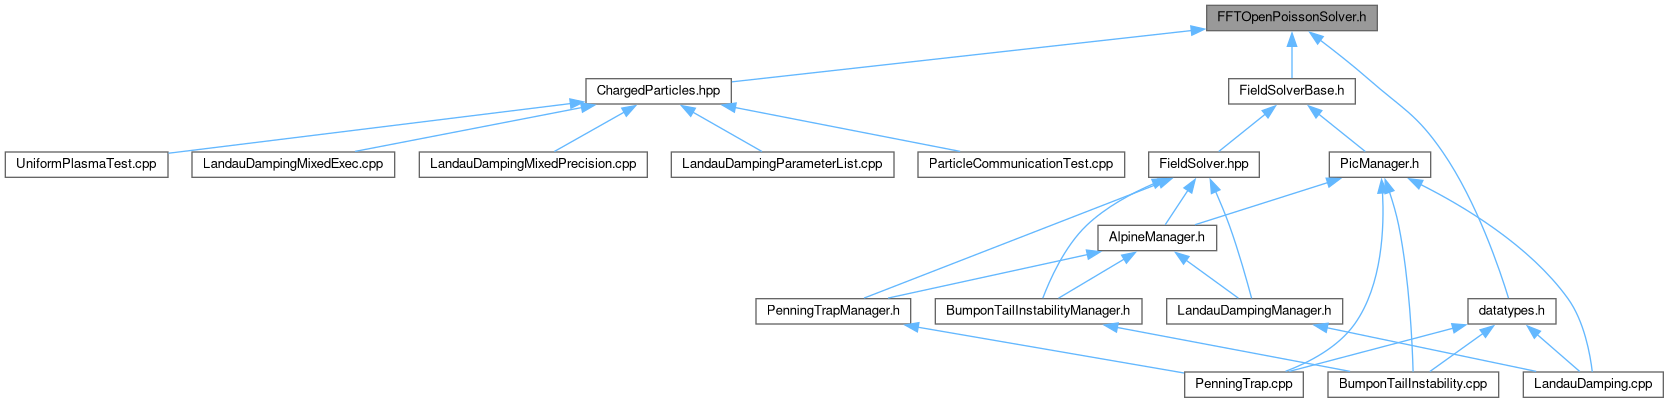 FFTOpenPoissonSolver.h
ChargedParticles.hpp
FieldSolverBase.h
UniformPlasmaTest.cpp
LandauDampingMixedExec.cpp
LandauDampingMixedPrecision.cpp
LandauDampingParameterList.cpp
ParticleCommunicationTest.cpp
FieldSolver.hpp
PicManager.h
AlpineManager.h
PenningTrapManager.h
BumponTailInstabilityManager.h
LandauDampingManager.h
datatypes.h
PenningTrap.cpp
BumponTailInstability.cpp
LandauDamping.cpp